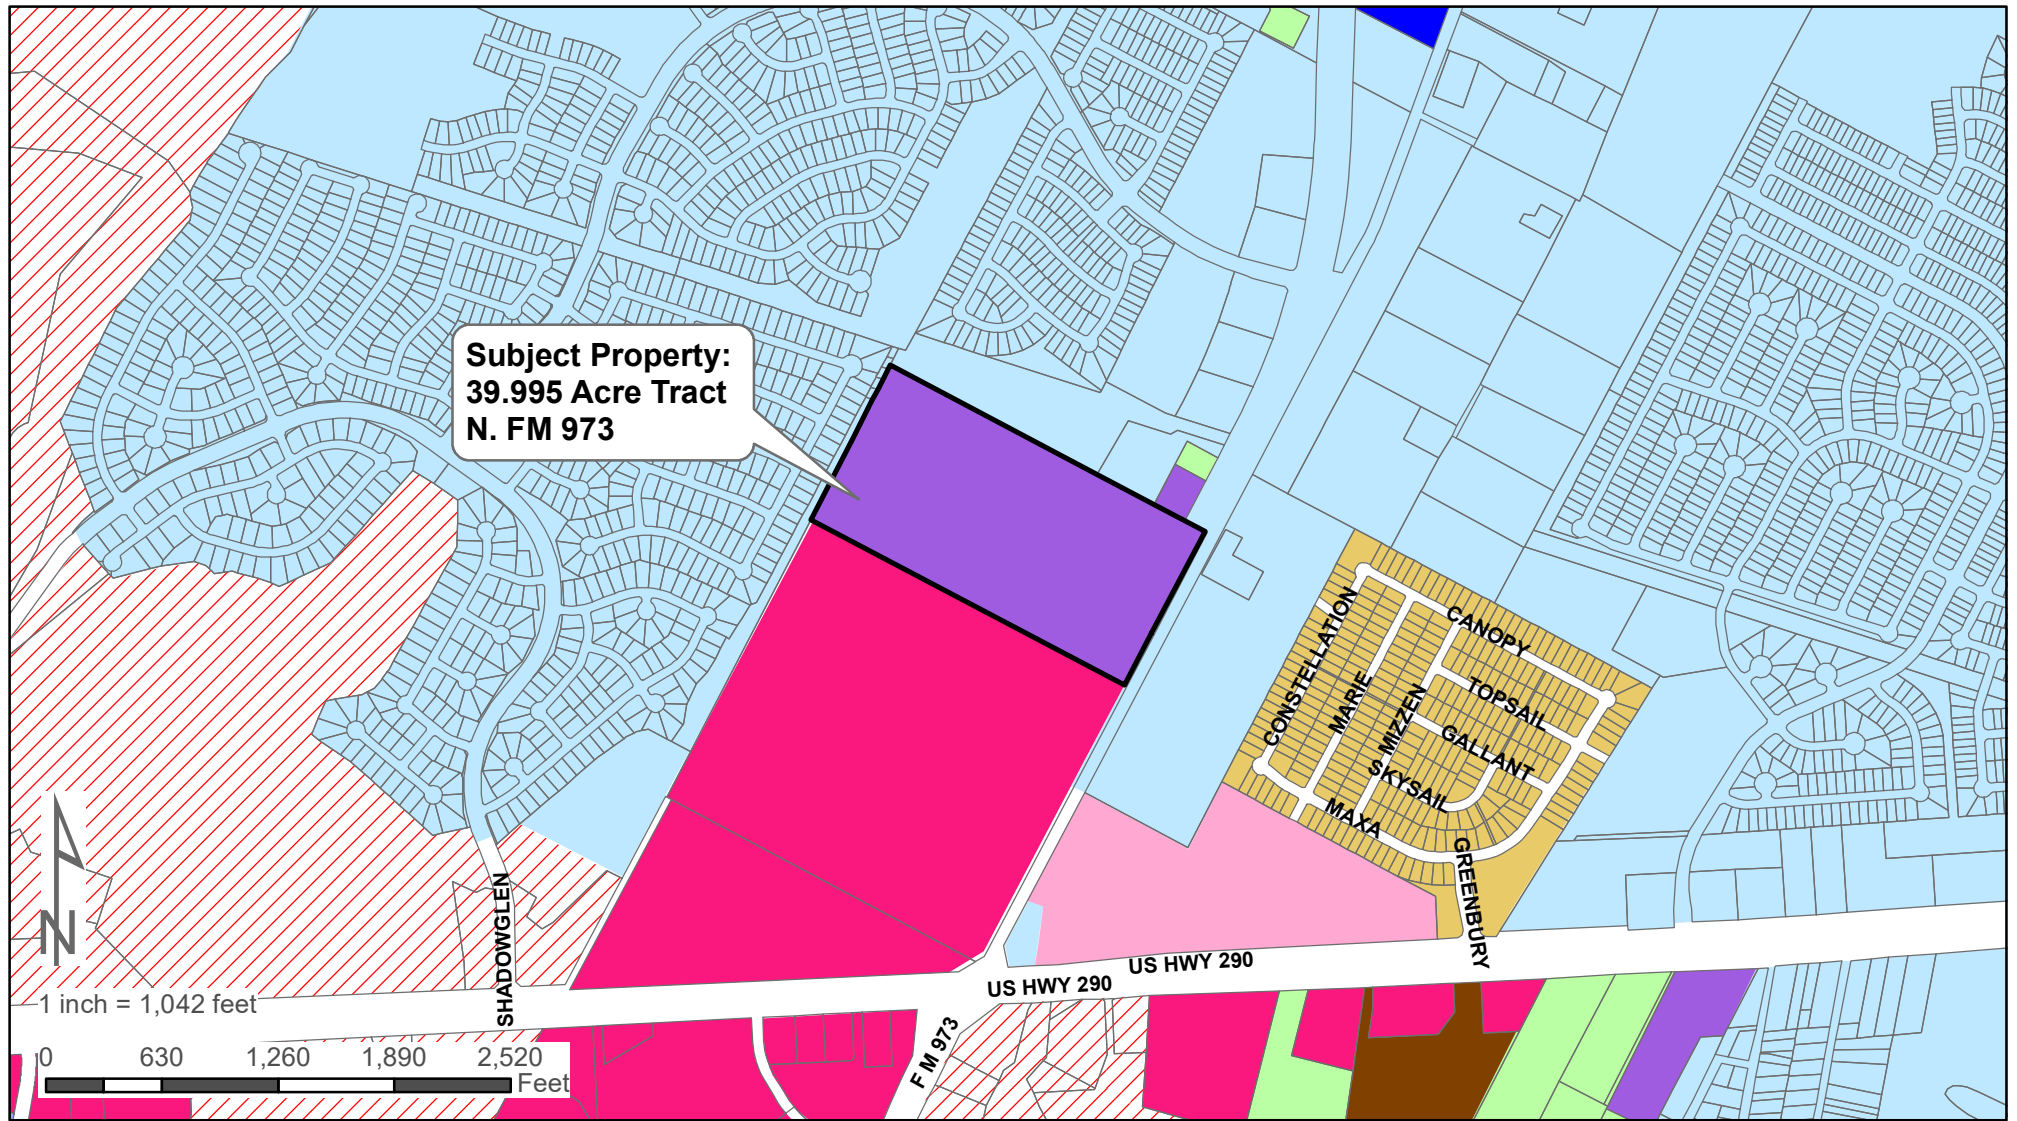 Subject Property:
39.995 Acre Tract
N. FM 973
CONSTELLATION
CANOPY
MARIE
TOPSAIL
MIZZEN
GALLANT
SKYSAIL
MAXA
GREENBURY
SHADOWGLEN
US HWY 290
US HWY 290
F M 973
N
1 inch = 1,042 feet
0 630 1,260 1,890 2,520
Feet